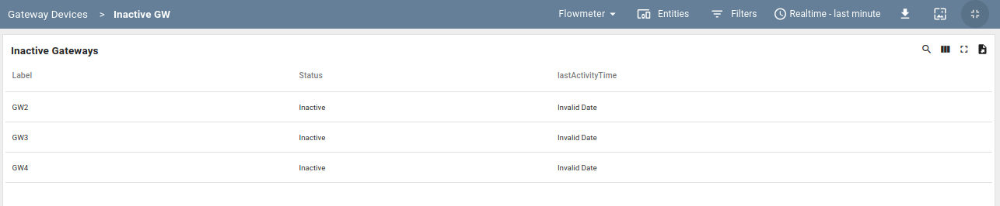 Gateway Devices > Inactive GW Flowmeter Entities Filters Realtime - last minute
Inactive Gateways
Label Status lastActivityTime
GW2 Inactive Invalid Date
GW3 Inactive Invalid Date
GW4 Inactive Invalid Date